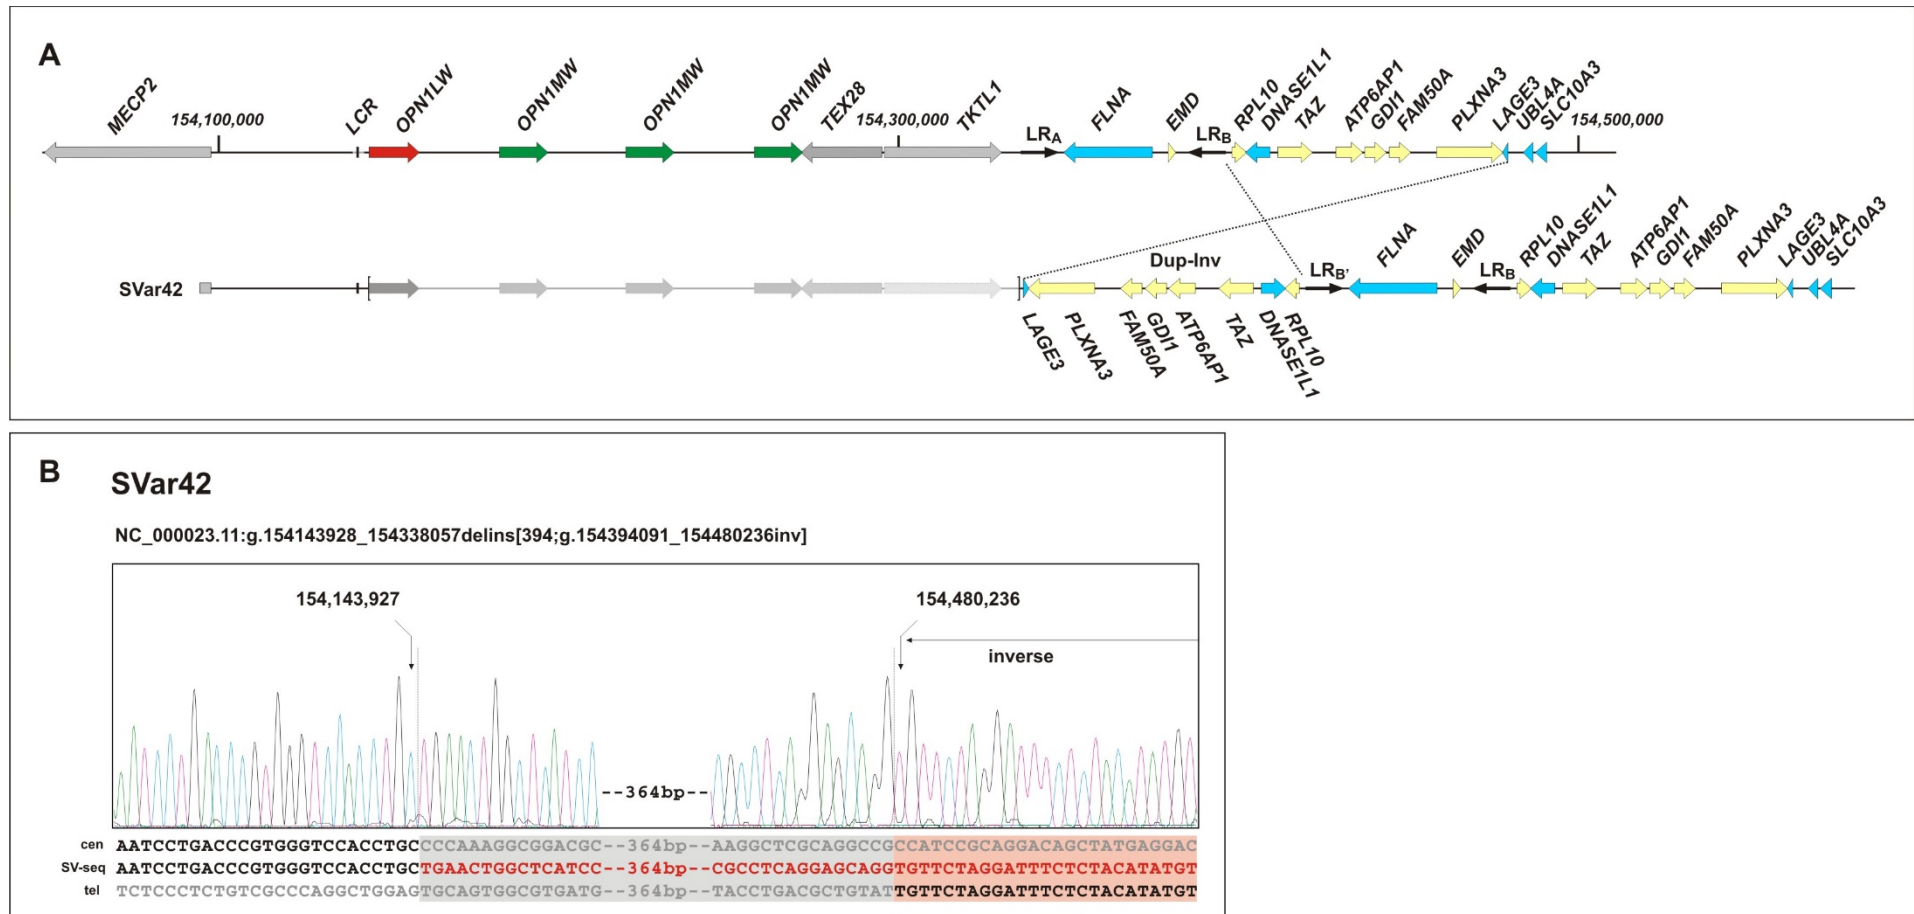 A
MECP2
154,100,000
LCR
OPN1LW
OPN1MW
OPN1MW
OPN1MW
TEX28
154,300,000
TKTL1
LRA
FLNA
EMD
LRB
RPL10
DNASE1L1
TAZ
ATP6AP1
GDI1
FAM50A
PLXNA3
LAGE3
UBL4A
SLC10A3
154,500,000
SVar42
Dup-Inv
LAGE3
PLXNA3
FAM50A
GDI1
ATP6AP1
TAZ
DNASE1L1
RPL10
LRB'
FLNA
EMD
LRB
RPL10
DNASE1L1
TAZ
ATP6AP1
GDI1
FAM50A
PLXNA3
LAGE3
UBL4A
SLC10A3
B
SVar42
NC_000023.11:g.154143928_154338057delins[394;g.154394091_154480236inv]
154,143,927
154,480,236
inverse
--364bp--
cen AATCCTGACCCGTGGGTCCACCTGCCCCAAAGGCGGACGC--364bp--AAGGCTCGCAGGCCGCCATCCGCAGGACAGCTATGAGGAC
SV-seq AATCCTGACCCGTGGGTCCACCTGCTGAACTGGCTCATCC--364bp--CGCCTCAGGAGCAGGTGTTCTAGGATTTCTCTACATATGT
tel TCTCCCTCTGTCGCCCAGGCTGGAGTGCAGTGGCGTGATG--364bp--TACCTGACGCTGTATTGTTCTAGGATTTCTCTACATATGT